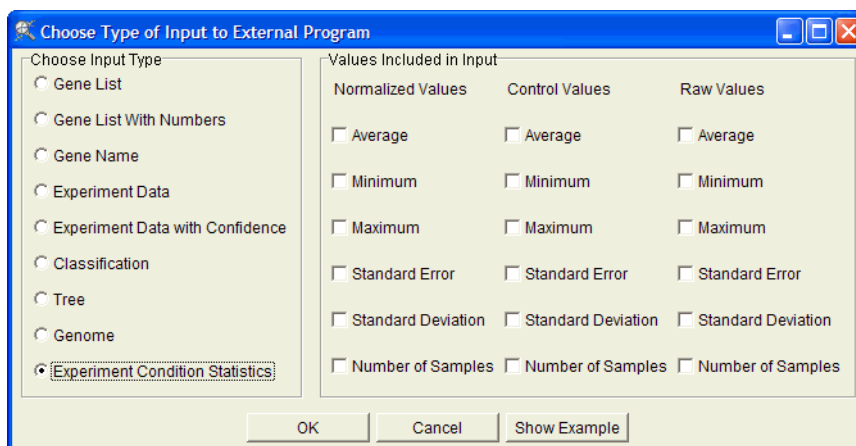 Choose Type of Input to External Program
Choose Input Type
Gene List
Gene List With Numbers
Gene Name
Experiment Data
Experiment Data with Confidence
Classification
Tree
Genome
Experiment Condition Statistics
Values Included in Input
Normalized Values Control Values Raw Values
Average Average Average
Minimum Minimum Minimum
Maximum Maximum Maximum
Standard Error Standard Error Standard Error
Standard Deviation Standard Deviation Standard Deviation
Number of Samples Number of Samples Number of Samples
OK Cancel Show Example